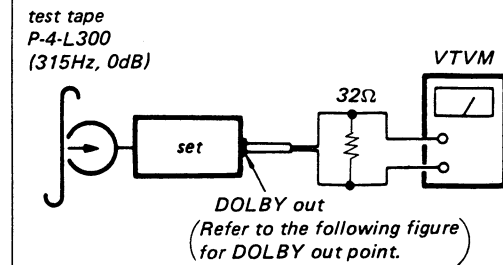 test tape
P-4-L300
(315Hz, 0dB)
VTVM
32Ω
set
DOLBY out
(Refer to the following figure
for DOLBY out point.)